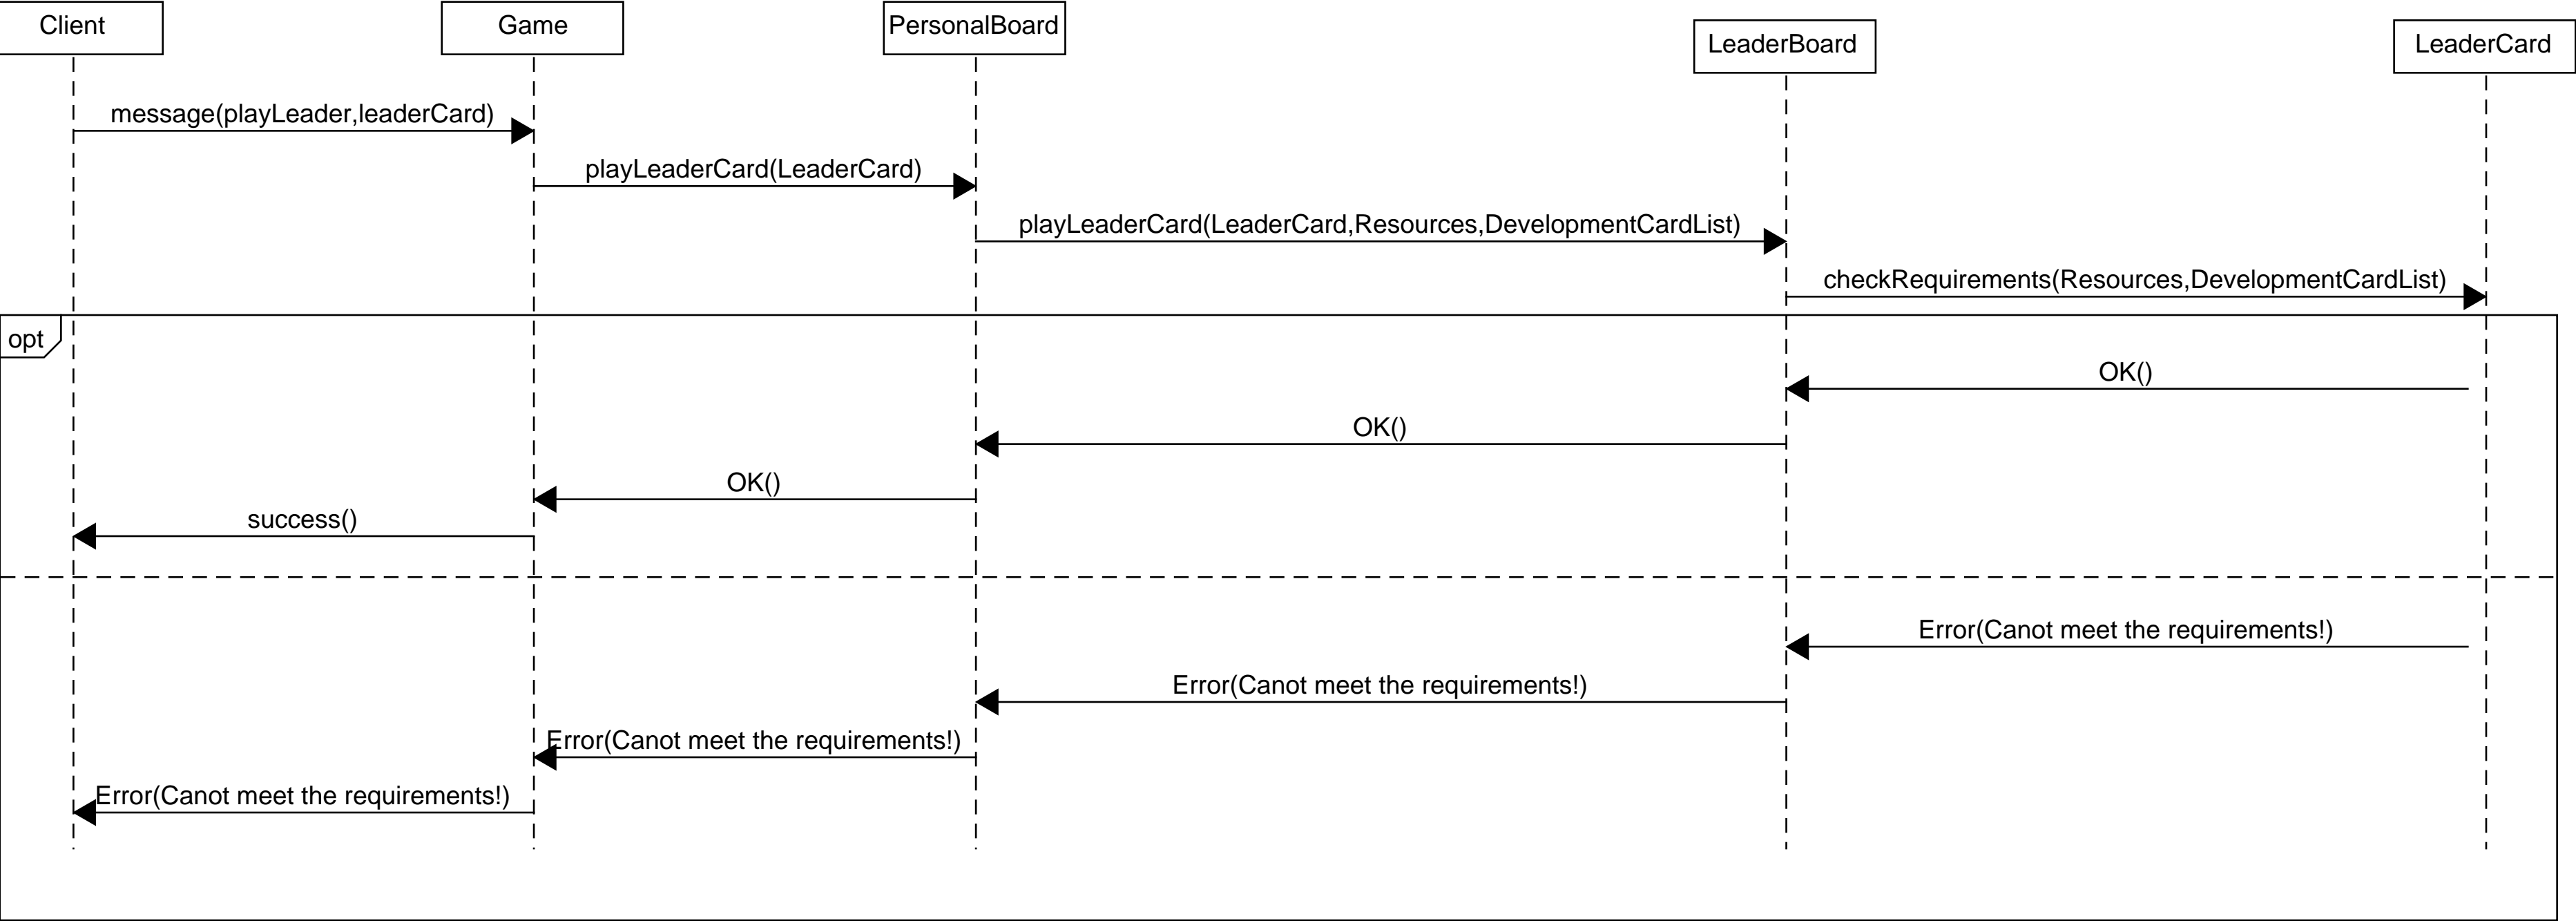 Client
Game
PersonalBoard
LeaderBoard
LeaderCard
message(playLeader,leaderCard)
playLeaderCard(LeaderCard)
playLeaderCard(LeaderCard,Resources,DevelopmentCardList)
checkRequirements(Resources,DevelopmentCardList)
opt
OK()
OK()
OK()
success()
Error(Canot meet the requirements!)
Error(Canot meet the requirements!)
Error(Canot meet the requirements!)
Error(Canot meet the requirements!)